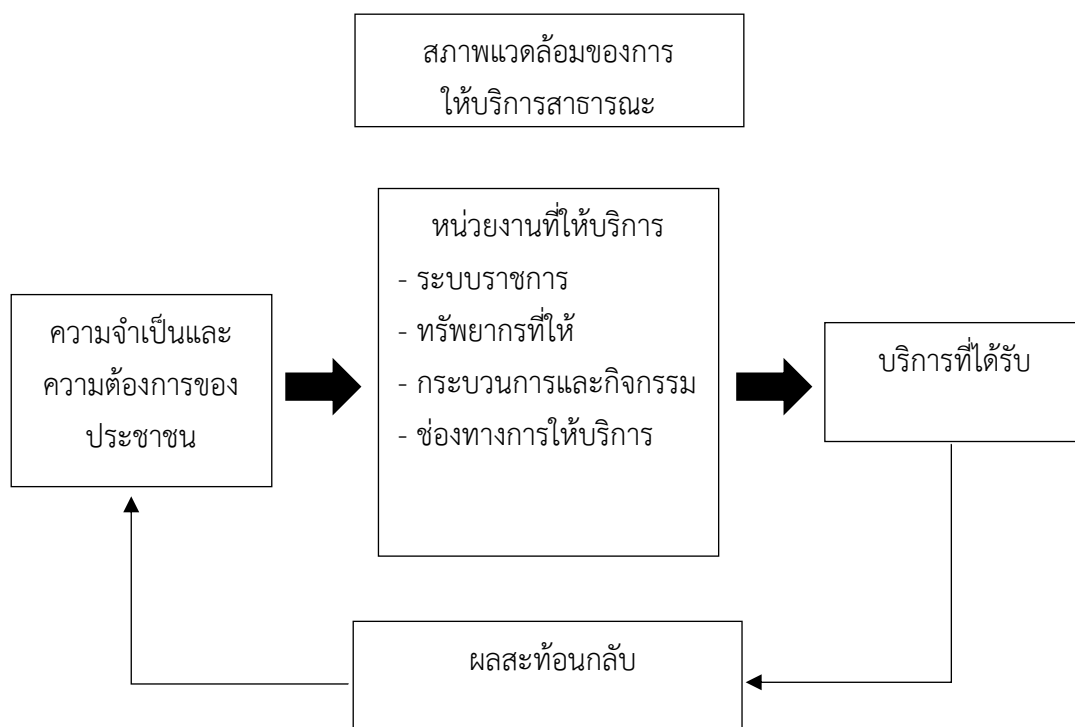 สภาพแวดล้อมของการ
ให้บริการสาธารณะ
หน่วยงานที่ให้บริการ
- ระบบราชการ
- ทรัพยากรที่ให้
- กระบวนการและกิจกรรม
- ช่องทางการให้บริการ
ความจำเป็นและ
ความต้องการของ
ประชาชน
บริการที่ได้รับ
ผลสะท้อนกลับ